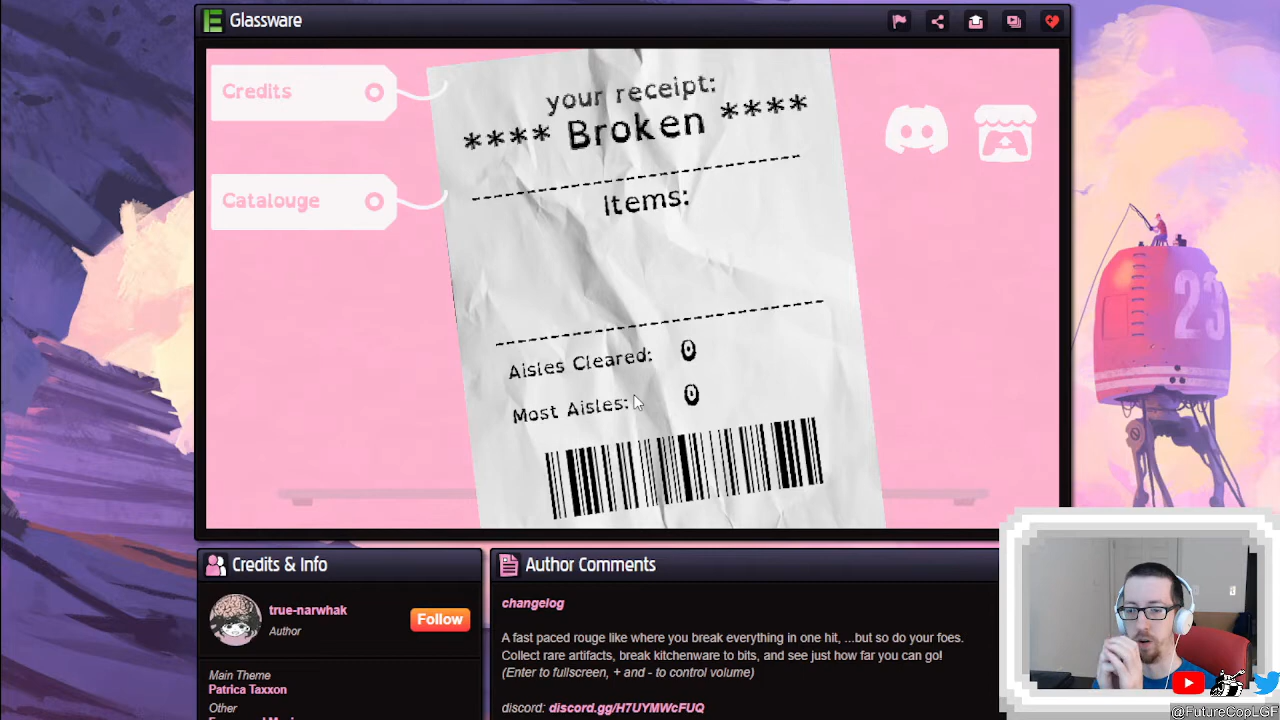 Glassware
Credits
Catalouge
your receipt:
**** Broken ****
Items:
Aisles Cleared: 0
Most Aisles: 0
23
Credits & Info
true-narwhak
Author
Follow
Main Theme
Patrica Taxxon
Other
Author Comments
changelog
A fast paced rouge like where you break everything in one hit, ...but so do your foes.
Collect rare artifacts, break kitchenware to bits, and see just how far you can go!
(Enter to fullscreen, + and - to control volume)
discord: discord.gg/H7UYMWcFUQ
@FutureCopLGF